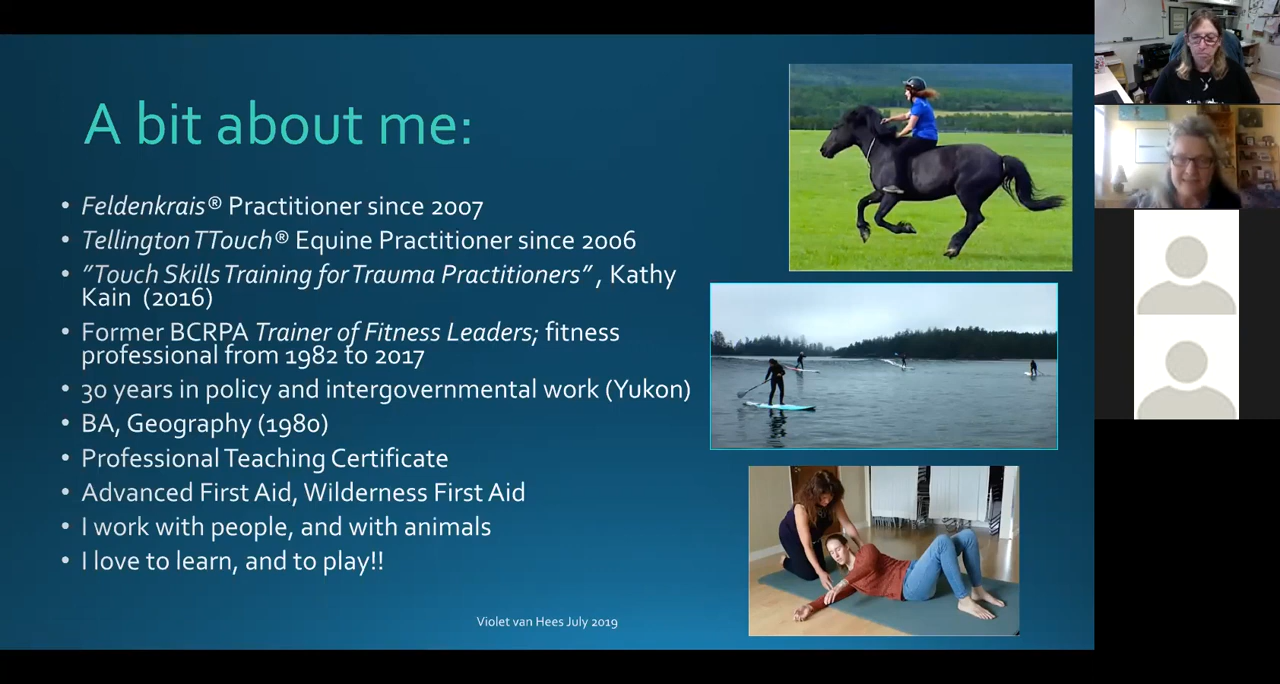 A bit about me:
• Feldenkrais® Practitioner since 2007
• Tellington TTouch® Equine Practitioner since 2006
• "Touch Skills Training for Trauma Practitioners" , Kathy
Kain (2016)
• Former BCRPA Trainer of Fitness Leaders; fitness
professional from 1982 to 2017
• 30 years in policy and intergovernmental work (Yukon)
• BA, Geography (1980)
• Professional Teaching Certificate
• Advanced First Aid, Wilderness First Aid
• I work with people, and with animals
• I love to learn, and to play!!
Violet van Hees July 2019